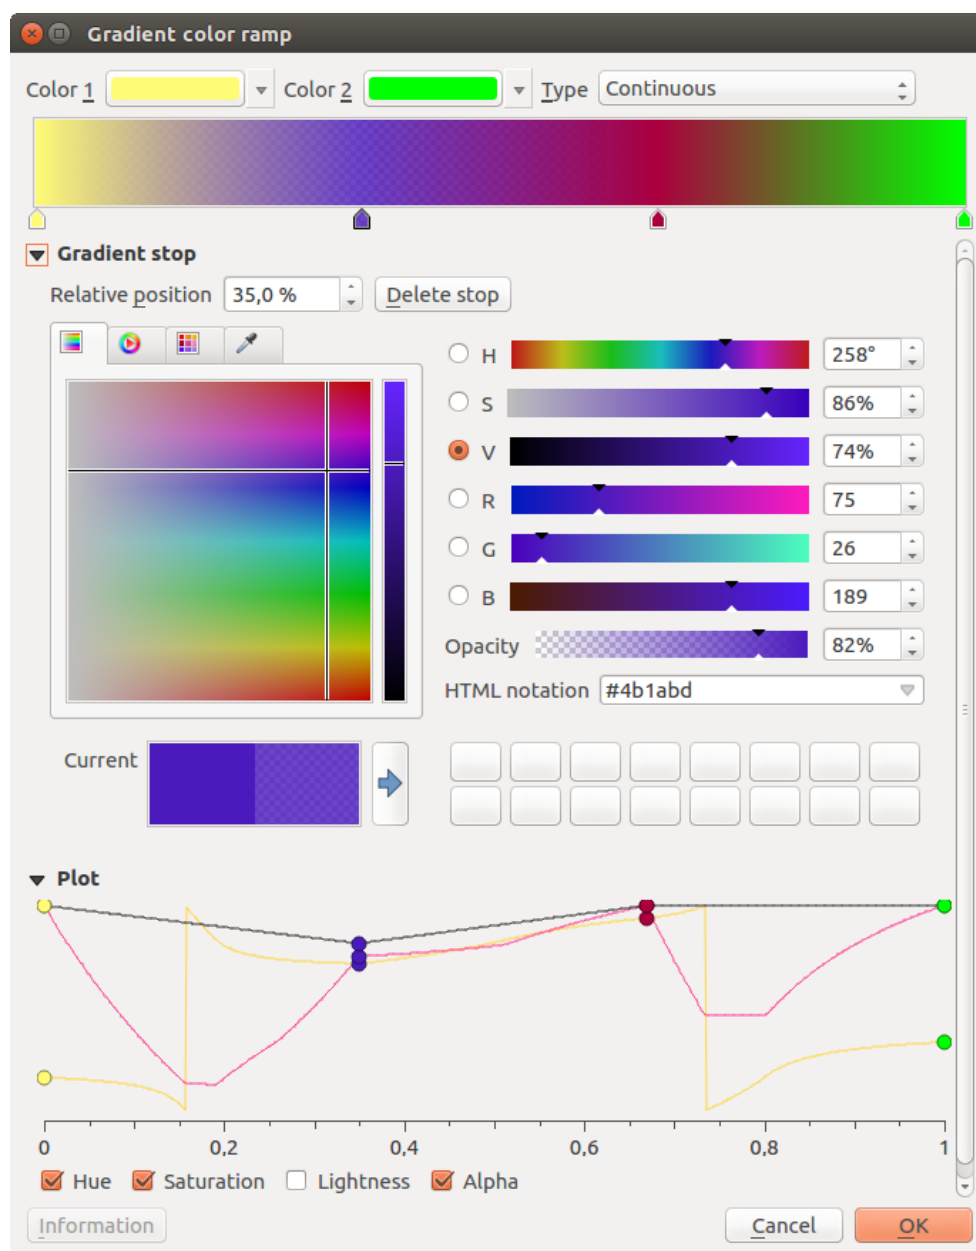 Gradient color ramp
Color 1 Color 2 Type Continuous
Gradient stop
Relative position 35,0 % Delete stop
H 258°
S 86%
V 74%
R 75
G 26
B 189
Opacity 82%
HTML notation #4b1abd
Current
Plot
0 0,2 0,4 0,6 0,8 1
Hue Saturation Lightness Alpha
Information Cancel OK